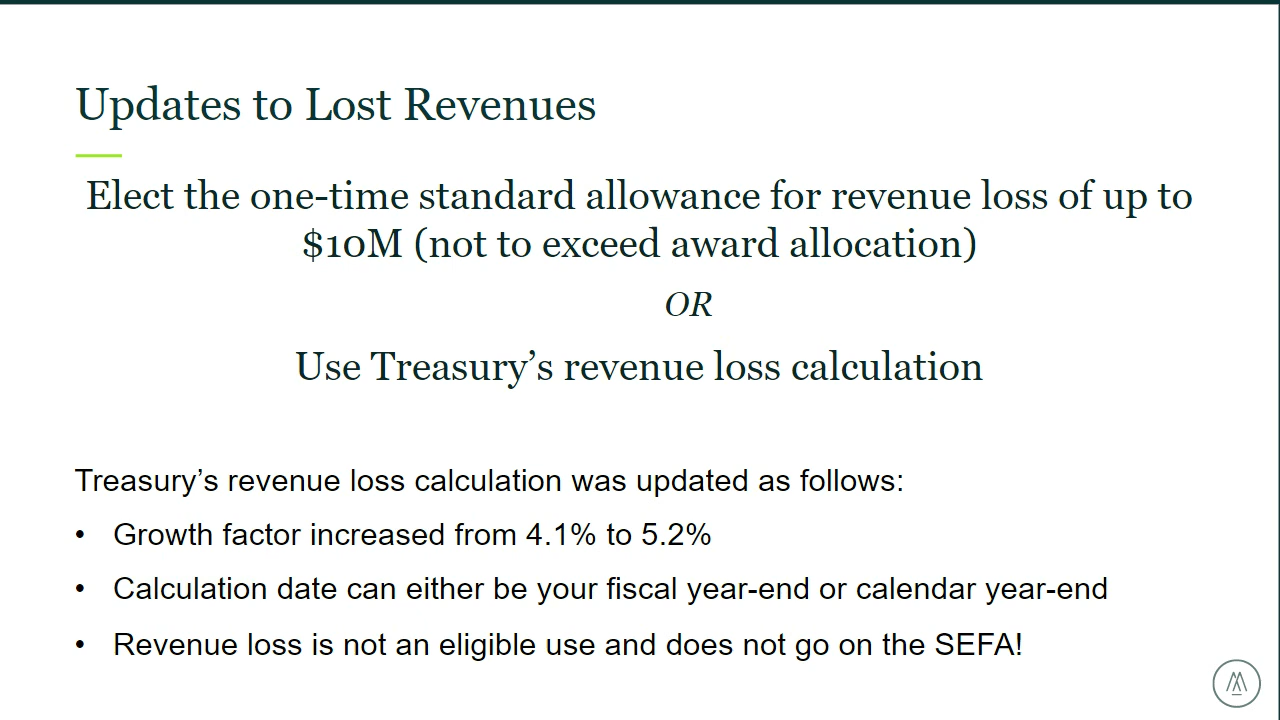 Updates to Lost Revenues
Elect the one-time standard allowance for revenue loss of up to
$10M (not to exceed award allocation)
OR
Use Treasury’s revenue loss calculation
Treasury’s revenue loss calculation was updated as follows:
• Growth factor increased from 4.1% to 5.2%
• Calculation date can either be your fiscal year-end or calendar year-end
• Revenue loss is not an eligible use and does not go on the SEFA!